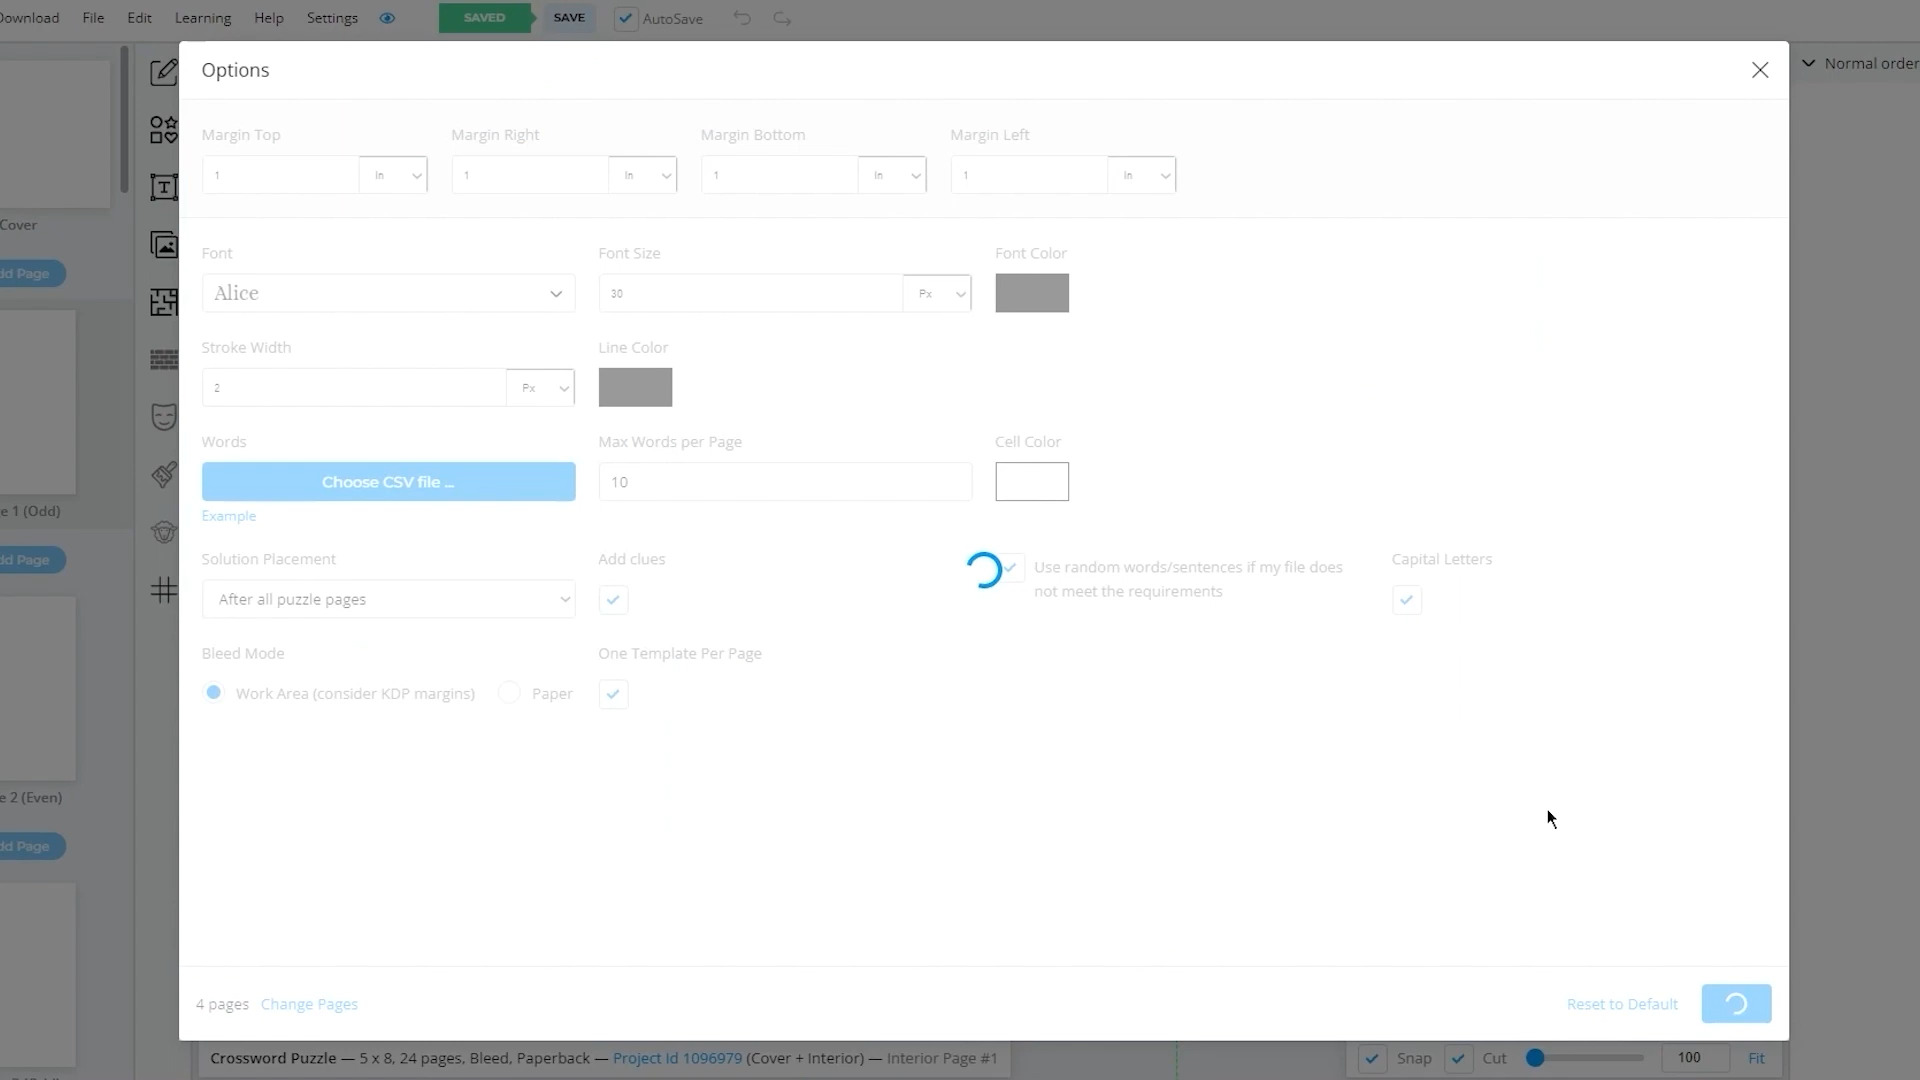 Download File Edit Learning Help Settings SAVED SAVE AutoSave
Options
Normal order
Margin Top Margin Right Margin Bottom Margin Left
1 In 1 In 1 In 1 In
Cover
Font Font Size Font Color
Add Page
Alice 30 Px
Stroke Width Line Color
2 Px
Words Max Words per Page Cell Color
Choose CSV file ... 10
e 1 (Odd)
Example
Add Page
Solution Placement Add clues Use random words/sentences if my file does Capital Letters
After all puzzle pages not meet the requirements
Bleed Mode One Template Per Page
Work Area (consider KDP margins) Paper
e 2 (Even)
Add Page
4 pages Change Pages Reset to Default
Crossword Puzzle — 5 x 8, 24 pages, Bleed, Paperback — Project Id 1096979 (Cover + Interior) — Interior Page #1 Snap Cut 100 Fit